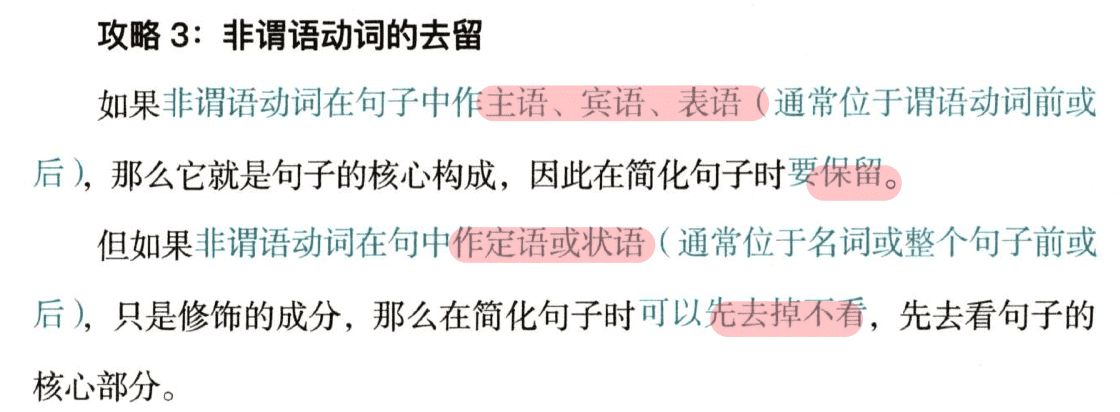 攻略 3：非谓语动词的去留
如果非谓语动词在句子中作主语、宾语、表语（通常位于谓语动词前或
后），那么它就是句子的核心构成，因此在简化句子时要保留。
但如果非谓语动词在句中作定语或状语（通常位于名词或整个句子前或
后），只是修饰的成分，那么在简化句子时可以先去掉不看，先去看句子的
核心部分。